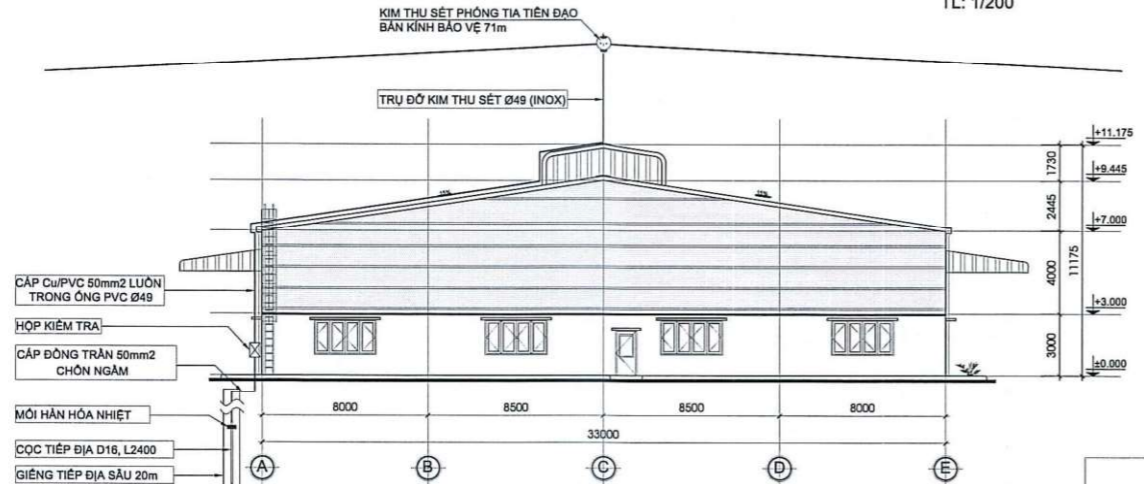 TL: 1/200
KIM THU SÉT PHÓNG TIA TIÊN ĐẠO
BÁN KÍNH BẢO VỆ 71m
TRỤ ĐỠ KIM THU SÉT Ø49 (INOX)
+11.175
1730
+9.445
15%
15%
2445
+7.000
11175
4000
CÁP Cu/PVC 50mm2 LUỒN
TRONG ỐNG PVC Ø49
+3.000
HỘP KIỂM TRA
3000
CÁP ĐỒNG TRẦN 50mm2
CHÔN NGẦM
±0.000
8000
8500
8500
8000
MỐI HÀN HÓA NHIỆT
33000
CỌC TIẾP ĐỊA D16, L2400
GIẾNG TIẾP ĐỊA SÂU 20m
A
B
C
D
E